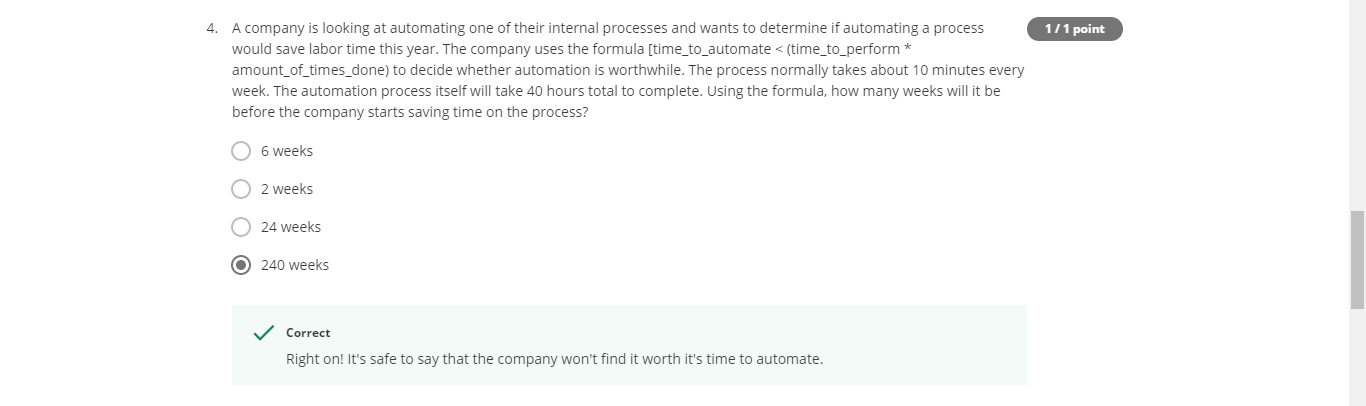 4. A company is looking at automating one of their internal processes and wants to determine if automating a process
1 / 1 point
would save labor time this year. The company uses the formula [time_to_automate < (time_to_perform *
amount_of_times_done) to decide whether automation is worthwhile. The process normally takes about 10 minutes every
week. The automation process itself will take 40 hours total to complete. Using the formula, how many weeks will it be
before the company starts saving time on the process?
6 weeks
2 weeks
24 weeks
240 weeks
Correct
Right on! It's safe to say that the company won't find it worth it's time to automate.